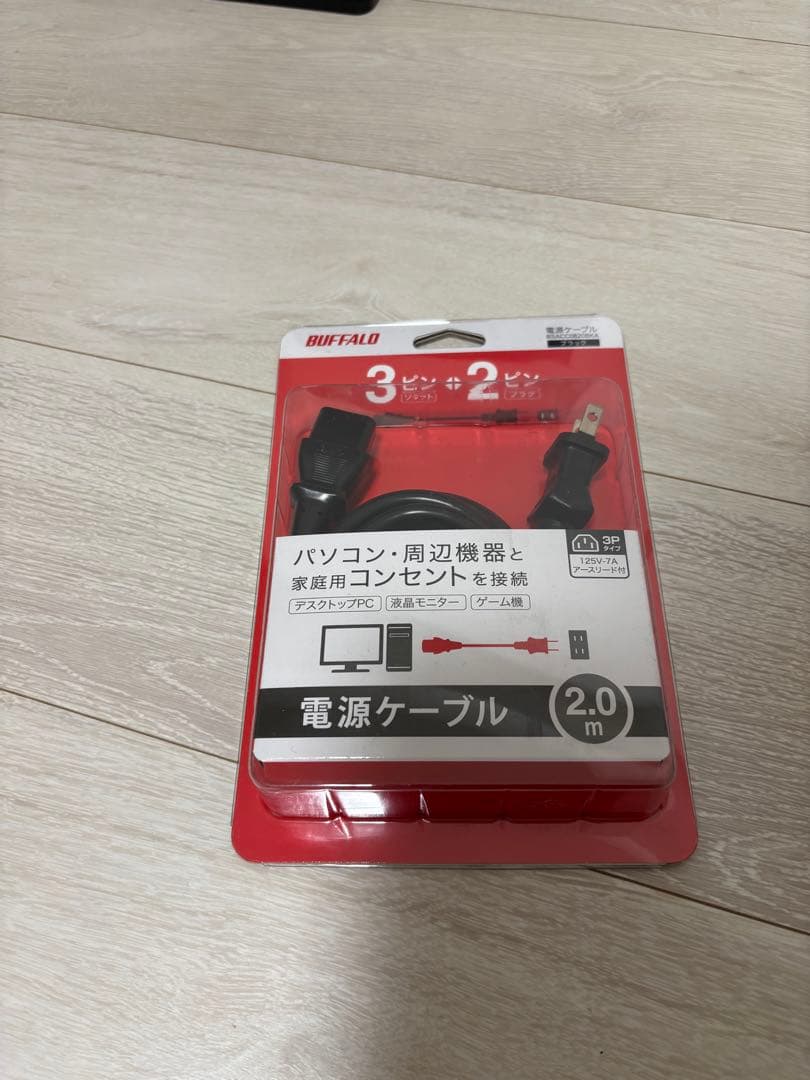 BUFFALO
電源ケーブル
BSACC0820BKA
ブラック
3ピン ソケット 2ピン プラグ
パソコン・周辺機器と
家庭用コンセントを接続
3P
タイプ
125V-7A
アースリード付
デスクトップPC 液晶モニター ゲーム機
電源ケーブル
2.0
m